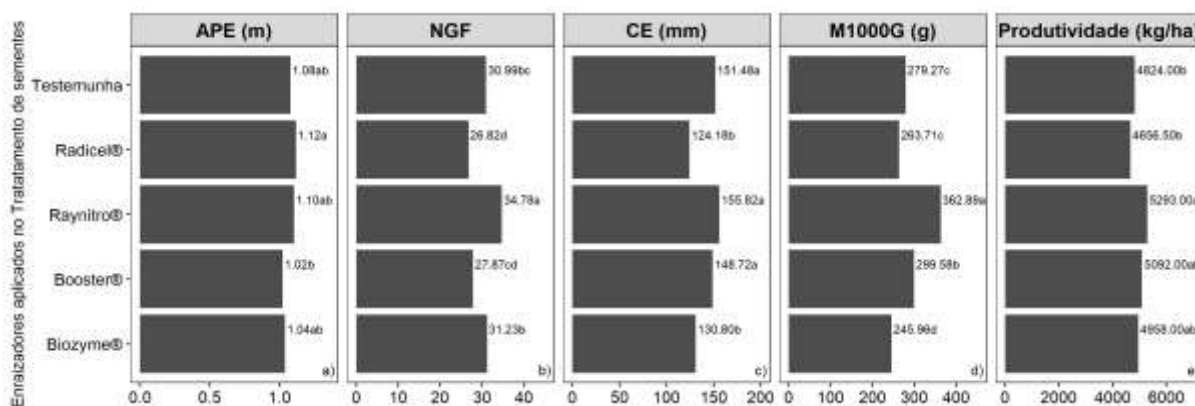 APE (m)
NGF
CE (mm)
M1000G (g)
Produtividade (kg/ha)
Enraizadores aplicados no Tratatamento de sementes
Testemunha
1.08ab
30.99bc
151.48a
279.27c
4824.00b
Radicel®
1.12a
26.82d
124.18b
263.71c
4656.50b
Raynitro®
1.10ab
34.78a
155.82a
362.89a
5293.00a
Booster®
1.02b
27.87cd
148.72a
299.58b
5092.00ab
Biozyme®
1.04ab
31.23b
130.80b
245.96d
4958.00ab
a)
b)
c)
d)
e
0.0 0.5 1.0
0 10 20 30 40
0 50 100 150 200
0 100 200 300 400
0 2000 4000 6000